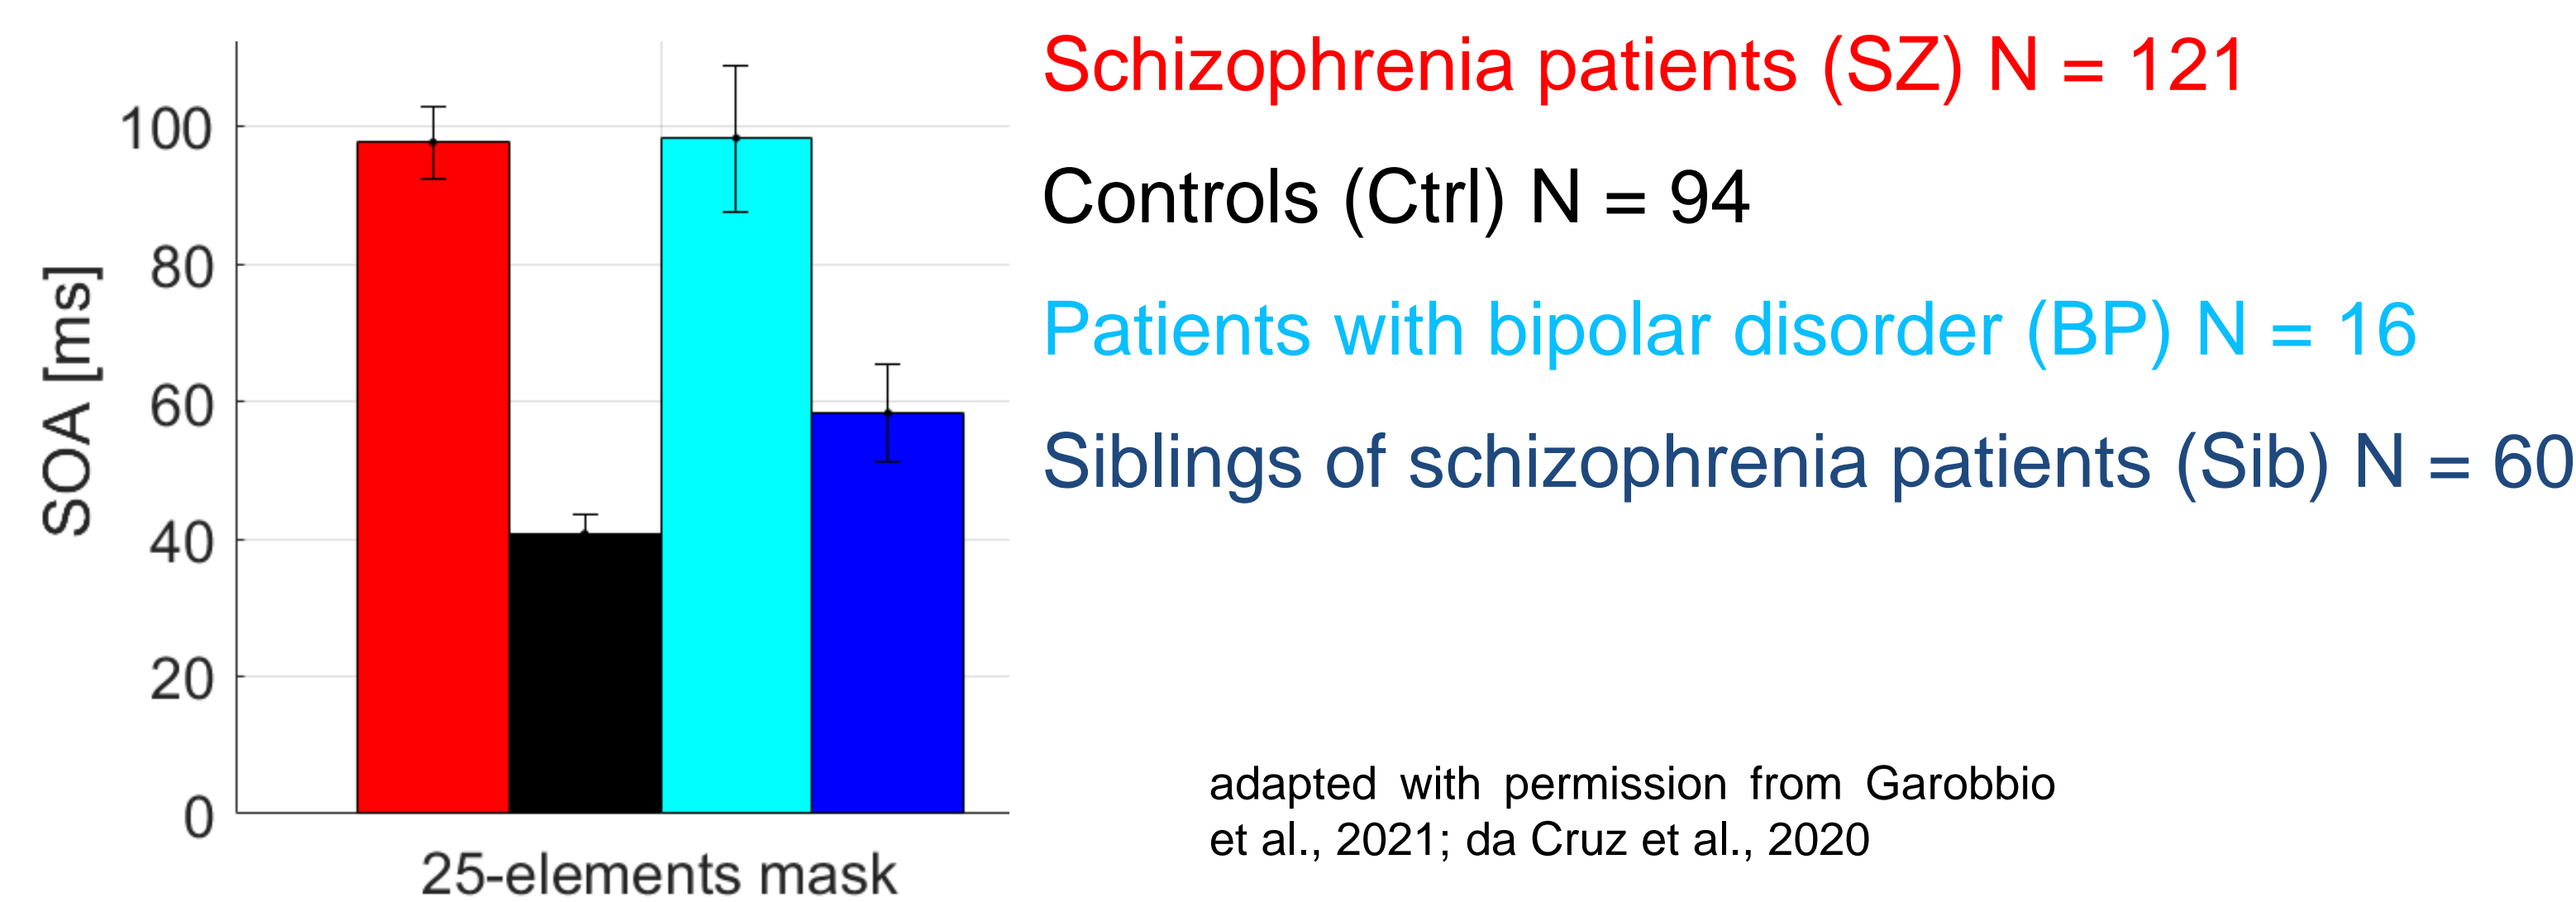 100
80
60
40
20
0
SOA [ms]
25-elements mask
Schizophrenia patients (SZ) N = 121
Controls (Ctrl) N = 94
Patients with bipolar disorder (BP) N = 16
Siblings of schizophrenia patients (Sib) N = 60
adapted with permission from Garobbio
et al., 2021; da Cruz et al., 2020